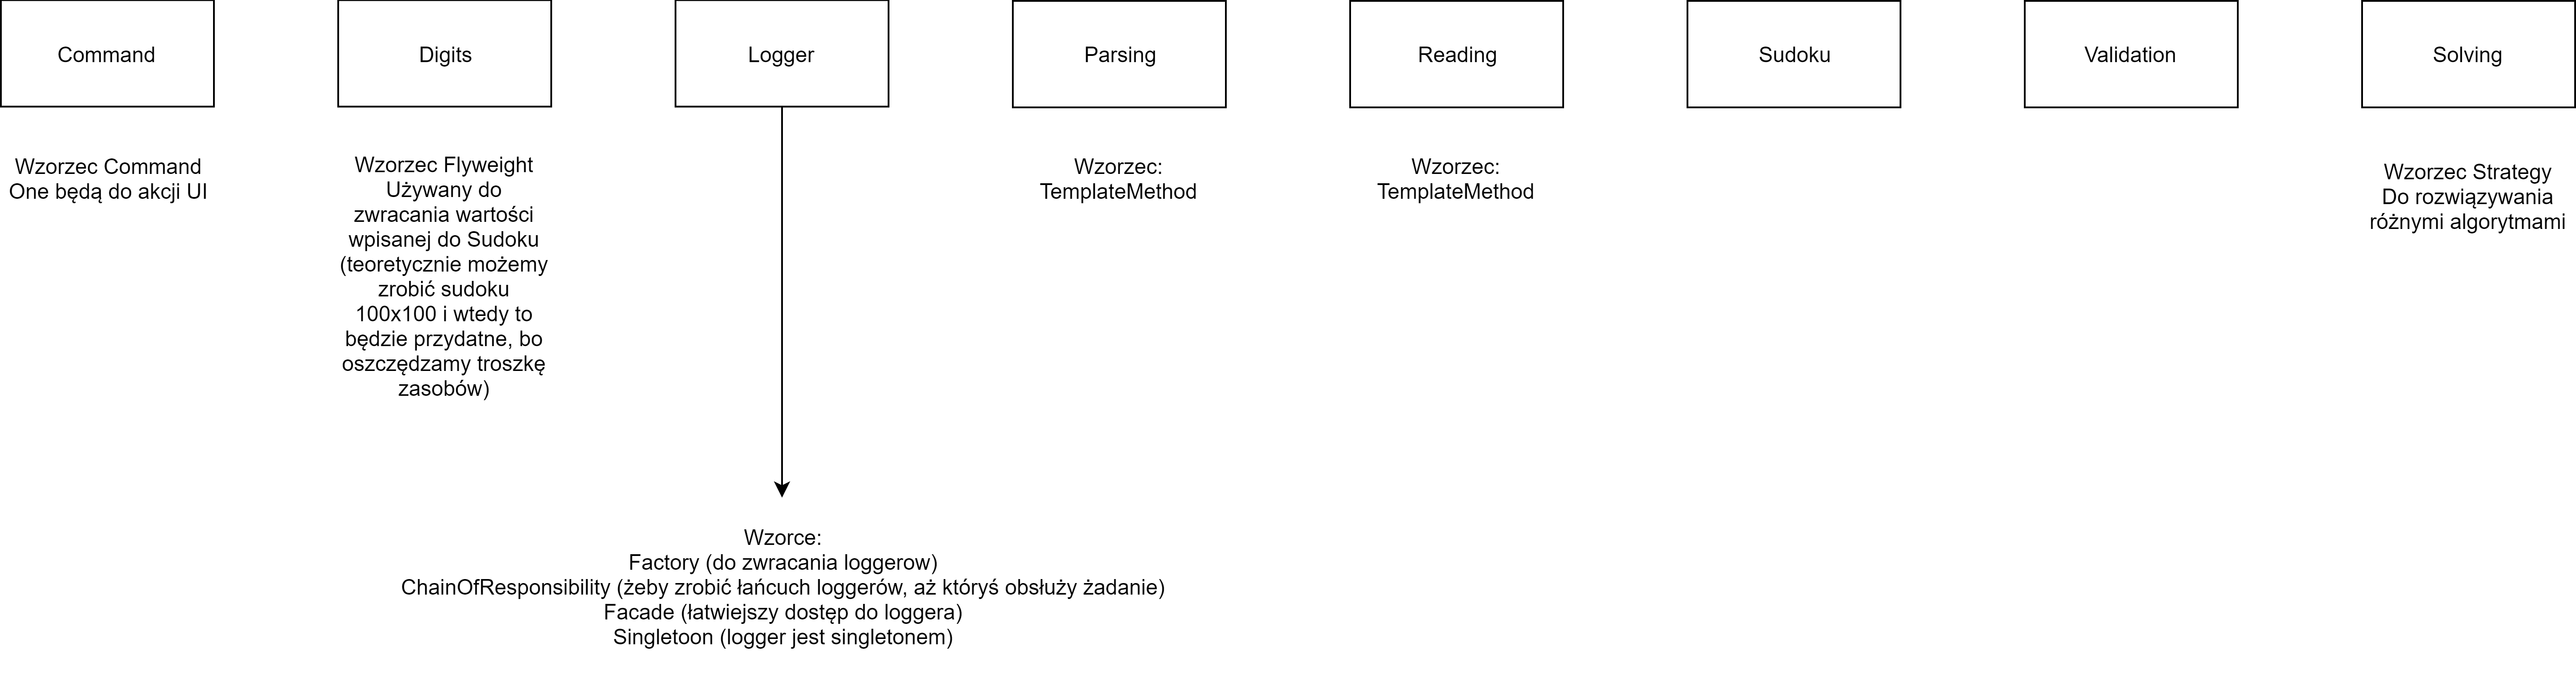 Command
Digits
Logger
Parsing
Reading
Sudoku
Validation
Solving
Wzorzec Command
One będą do akcji UI
Wzorzec Flyweight
Używany do
zwracania wartości
wpisanej do Sudoku
(teoretycznie możemy
zrobić sudoku
100x100 i wtedy to
będzie przydatne, bo
oszczędzamy troszkę
zasobów)
Wzorzec:
TemplateMethod
Wzorzec:
TemplateMethod
Wzorzec Strategy
Do rozwiązywania
różnymi algorytmami
Wzorce:
Factory (do zwracania loggerow)
ChainOfResponsibility (żeby zrobić łańcuch loggerów, aż któryś obsłuży żadanie)
Facade (łatwiejszy dostęp do loggera)
Singletoon (logger jest singletonem)